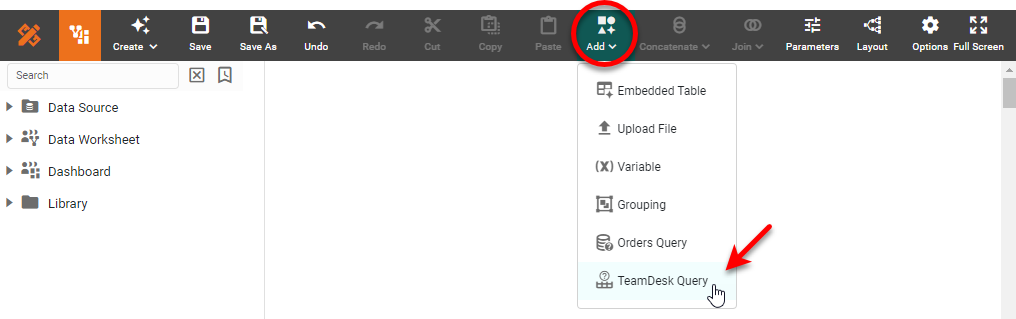 Create Save Save As Undo Redo Cut Copy Paste Add Concatenate Join Parameters Layout Options Full Screen
Search
Data Source
Data Worksheet
Dashboard
Library
Embedded Table
Upload File
(X) Variable
Grouping
Orders Query
TeamDesk Query